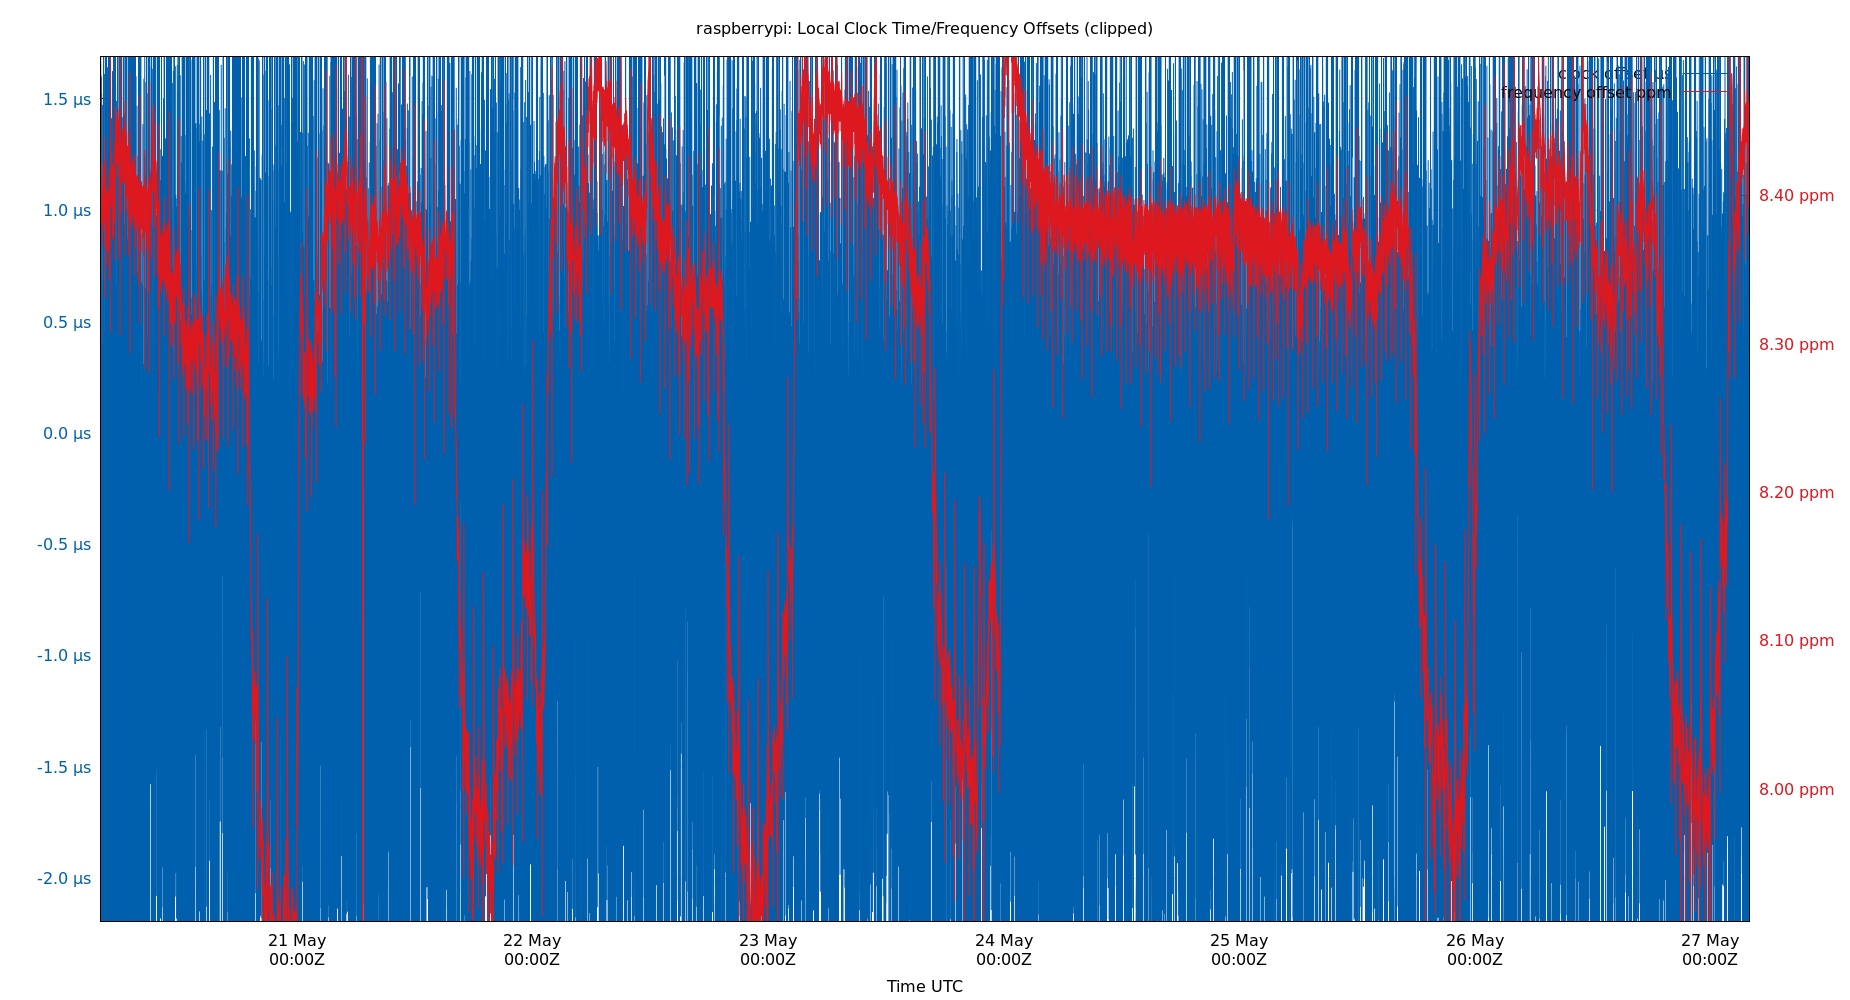 raspberrypi: Local Clock Time/Frequency Offsets (clipped)
clock offset μs
frequency offset ppm
1.5 μs
1.0 μs
0.5 μs
0.0 μs
-0.5 μs
-1.0 μs
-1.5 μs
-2.0 μs
8.40 ppm
8.30 ppm
8.20 ppm
8.10 ppm
8.00 ppm
21 May
00:00Z
22 May
00:00Z
23 May
00:00Z
24 May
00:00Z
25 May
00:00Z
26 May
00:00Z
27 May
00:00Z
Time UTC